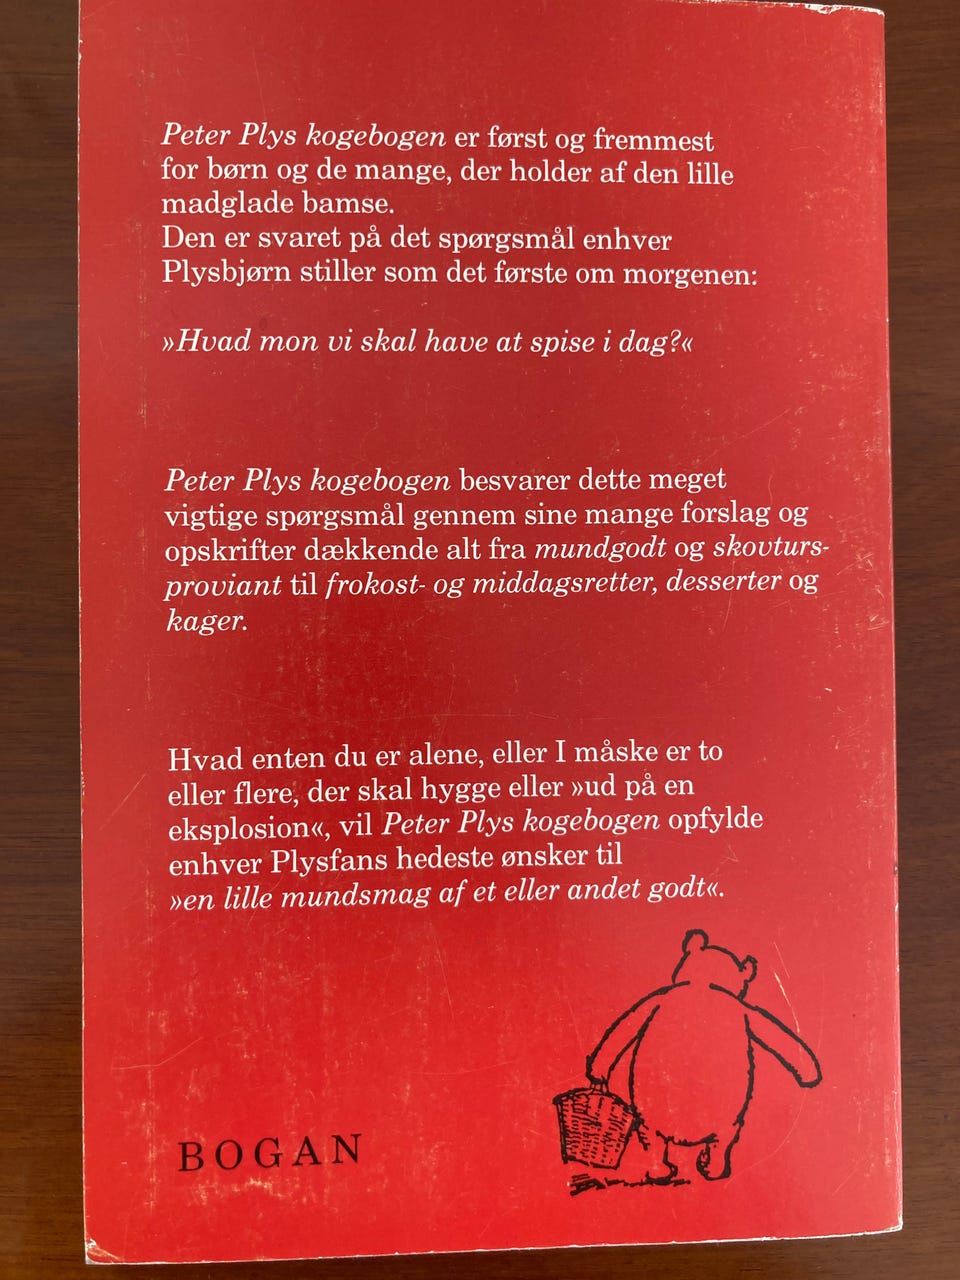 Peter Plys kogebogen er først og fremmest
for børn og de mange, der holder af den lille
madglade bamse.
Den er svaret på det spørgsmål enhver
Plysbjørn stiller som det første om morgenen:
»Hvad mon vi skal have at spise i dag?«
Peter Plys kogebogen besvarer dette meget
vigtige spørgsmål gennem sine mange forslag og
opskrifter dækkende alt fra mundgodt og skovturs-
proviant til frokost- og middagsretter, desserter og
kager.
Hvad enten du er alene, eller I måske er to
eller flere, der skal hygge eller »ud på en
eksplosion«, vil Peter Plys kogebogen opfylde
enhver Plysfans hedeste ønsker til
»en lille mundsmag af et eller andet godt«.
BOGAN